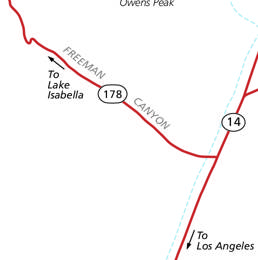 Owens Peak
FREEMAN
CANYON
To
Lake
Isabella
178
14
To
Los Angeles